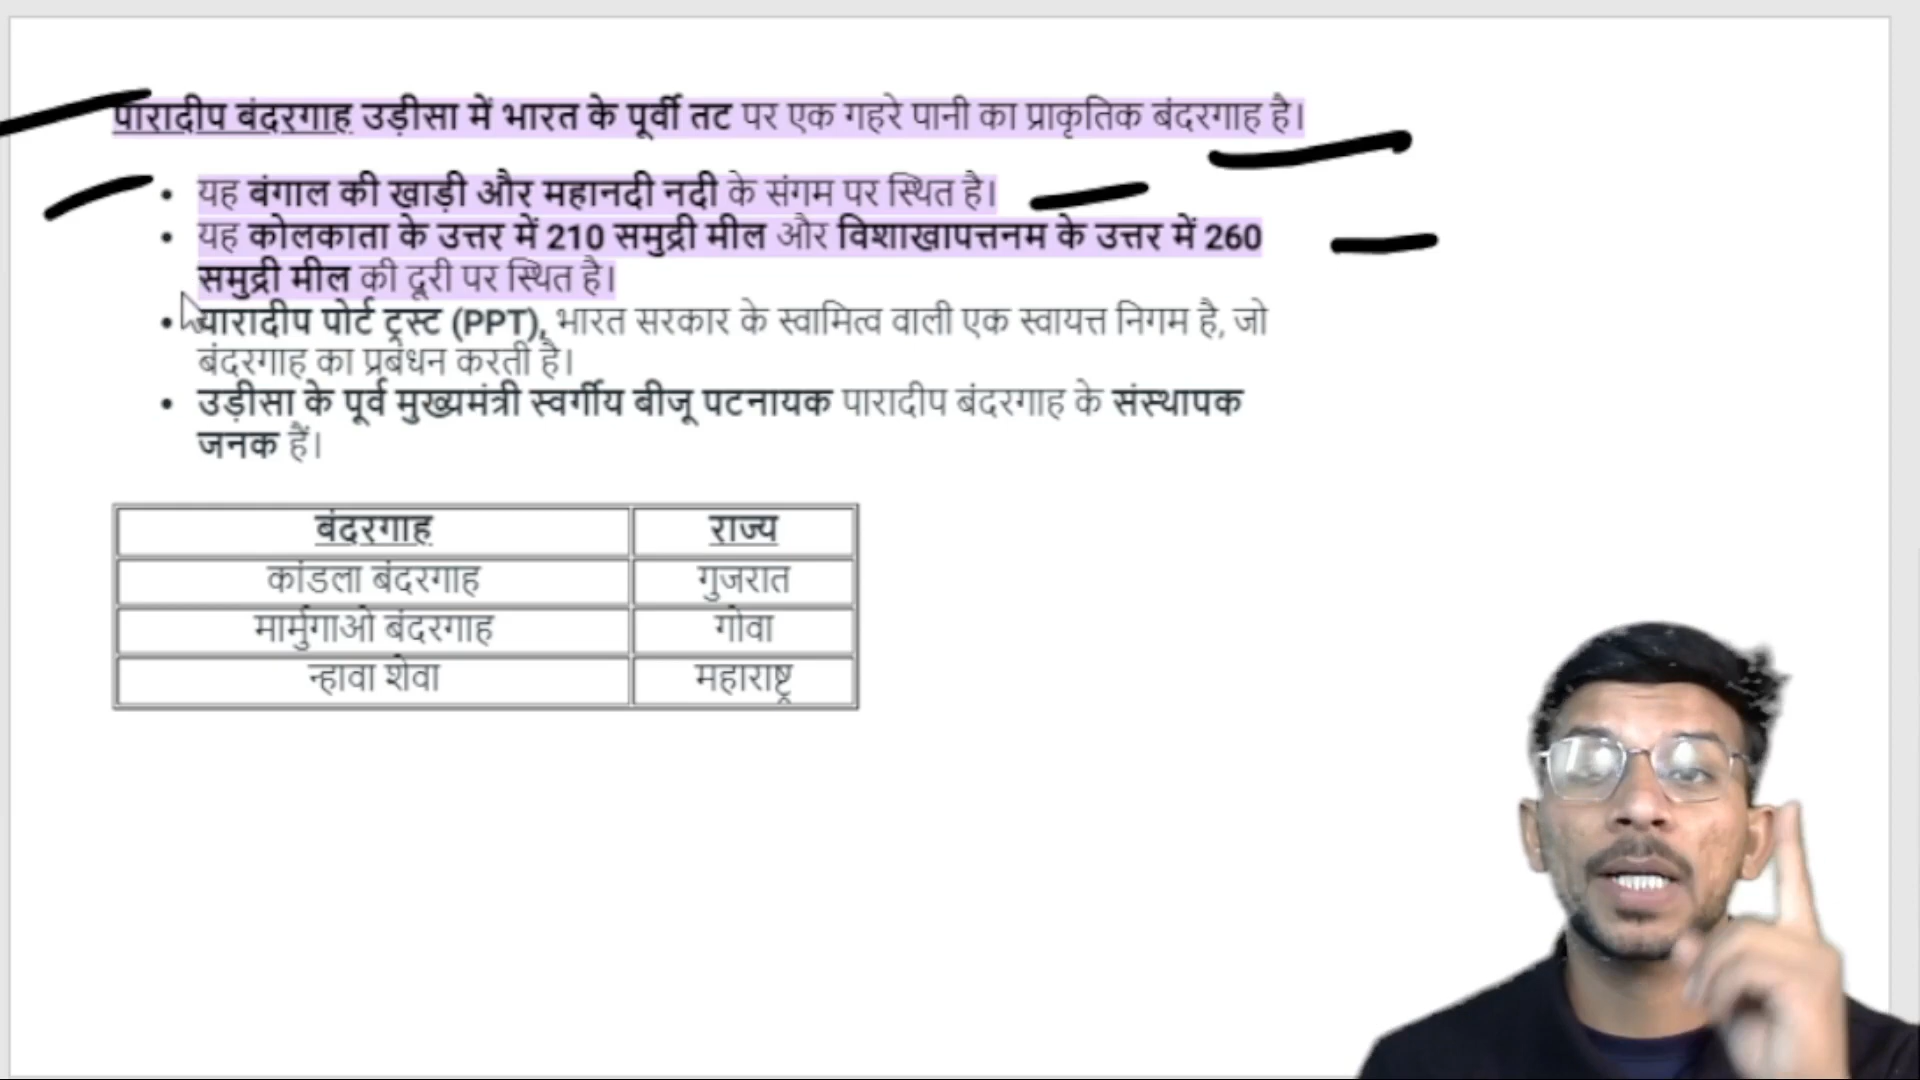 पारादीप बंदरगाह उड़ीसा में भारत के पूर्वी तट पर एक गहरे पानी का प्राकृतिक बंदरगाह है।
• यह बंगाल की खाड़ी और महानदी नदी के संगम पर स्थित है।
• यह कोलकाता के उत्तर में 210 समुद्री मील और विशाखापत्तनम के उत्तर में 260
समुद्री मील की दूरी पर स्थित है।
• पारादीप पोर्ट ट्रस्ट (PPT), भारत सरकार के स्वामित्व वाली एक स्वायत्त निगम है, जो
बंदरगाह का प्रबंधन करती है।
• उड़ीसा के पूर्व मुख्यमंत्री स्वर्गीय बीजू पटनायक पारादीप बंदरगाह के संस्थापक
जनक हैं।
बंदरगाह राज्य
कांडला बंदरगाह गुजरात
मार्मुगाओ बंदरगाह गोवा
न्हावा शेवा महाराष्ट्र